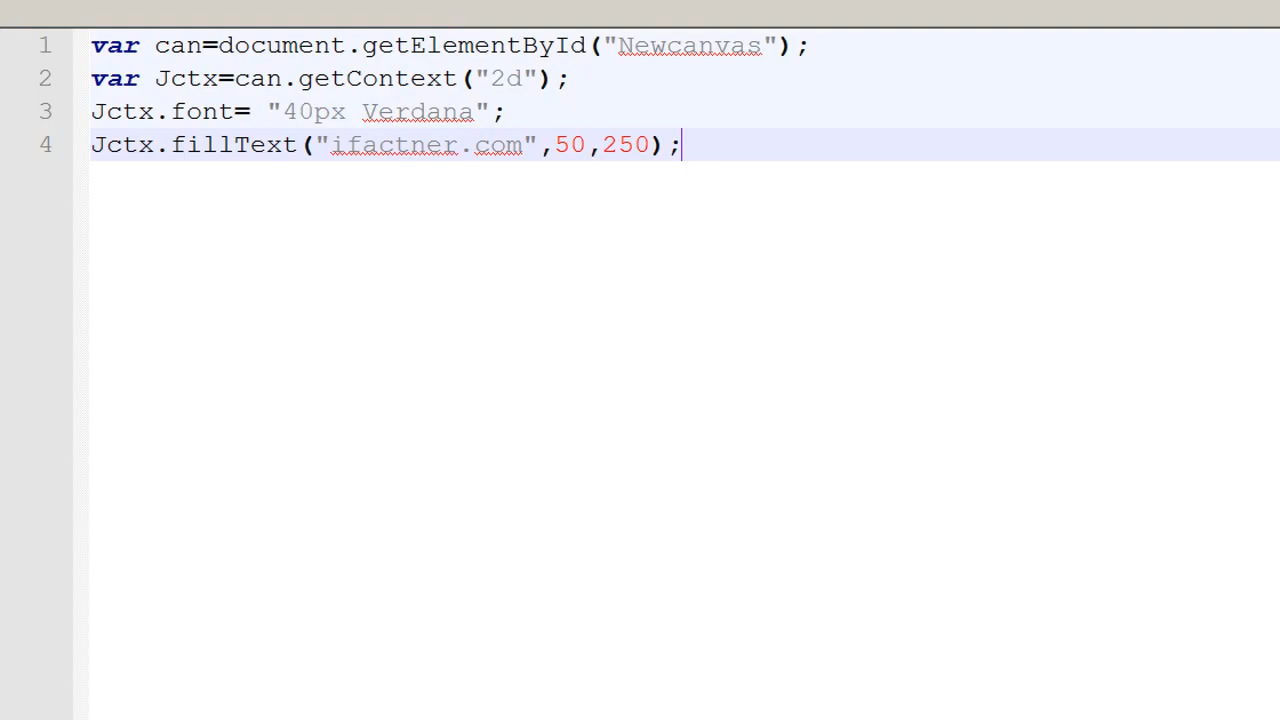 1 var can=document.getElementById("Newcanvas");
2 var Jctx=can.getContext("2d");
3 Jctx.font= "40px Verdana";
4 Jctx.fillText("ifactner.com",50,250);